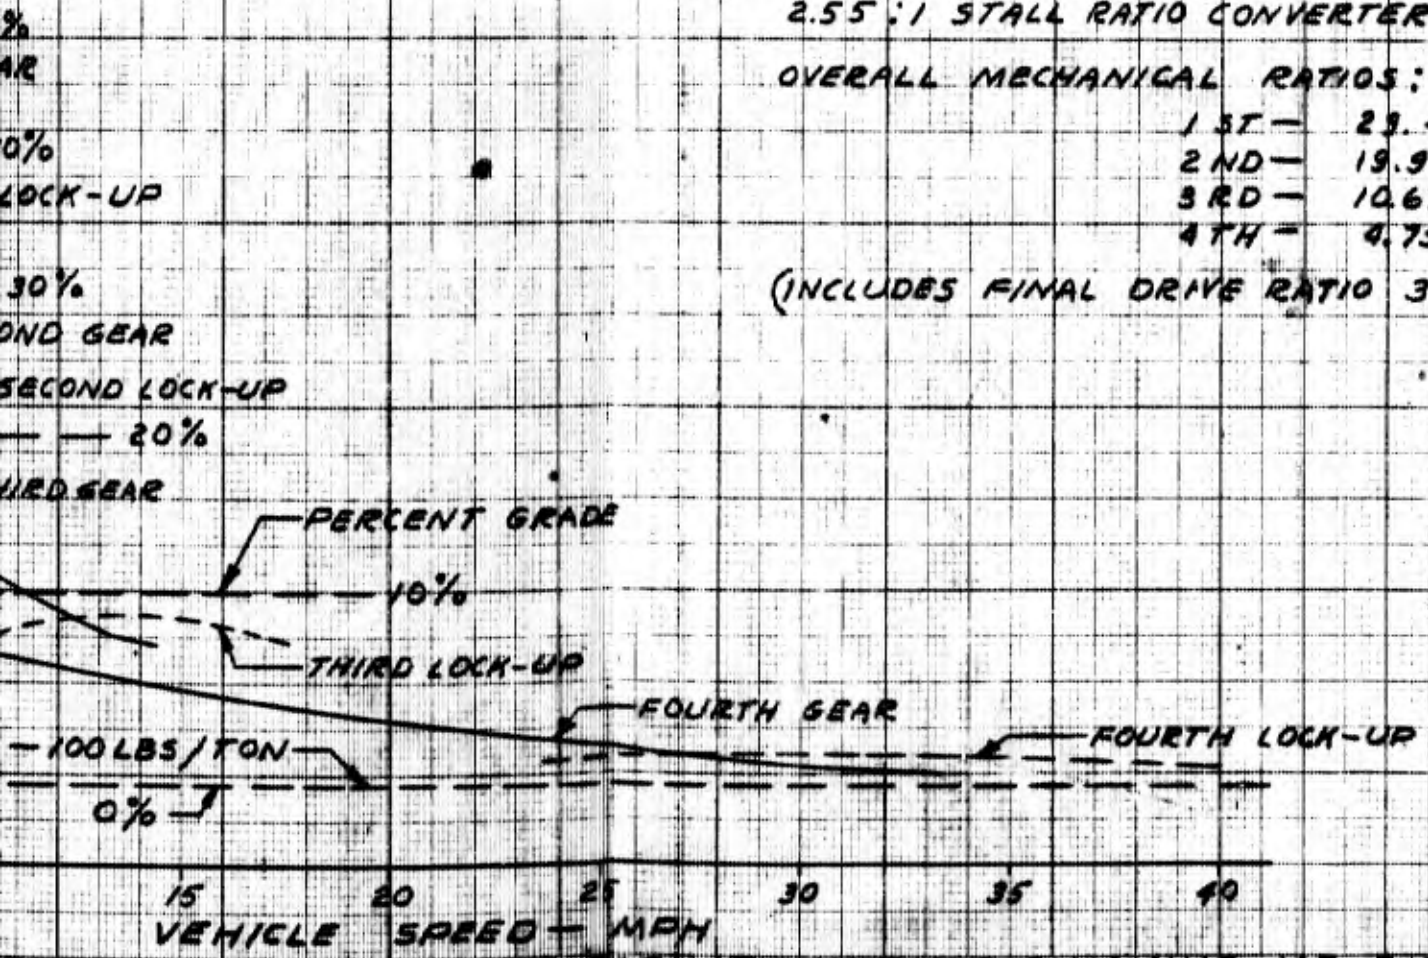 2.55:1 STALL RATIO CONVERTER
OVERALL MECHANICAL RATIOS:
1 ST —
2 ND — 19.9
3 RD — 10.6
4 TH — 4.75
(INCLUDES FINAL DRIVE RATIO 3
%
AR
0%
LOCK-UP
30%
OND GEAR
SECOND LOCK-UP
20%
HIRD GEAR
PERCENT GRADE
10%
THIRD LOCK-UP
FOURTH GEAR
FOURTH LOCK-UP
100 LBS/TON
0%
15 20 25 30 35 40
VEHICLE SPEED — MPH